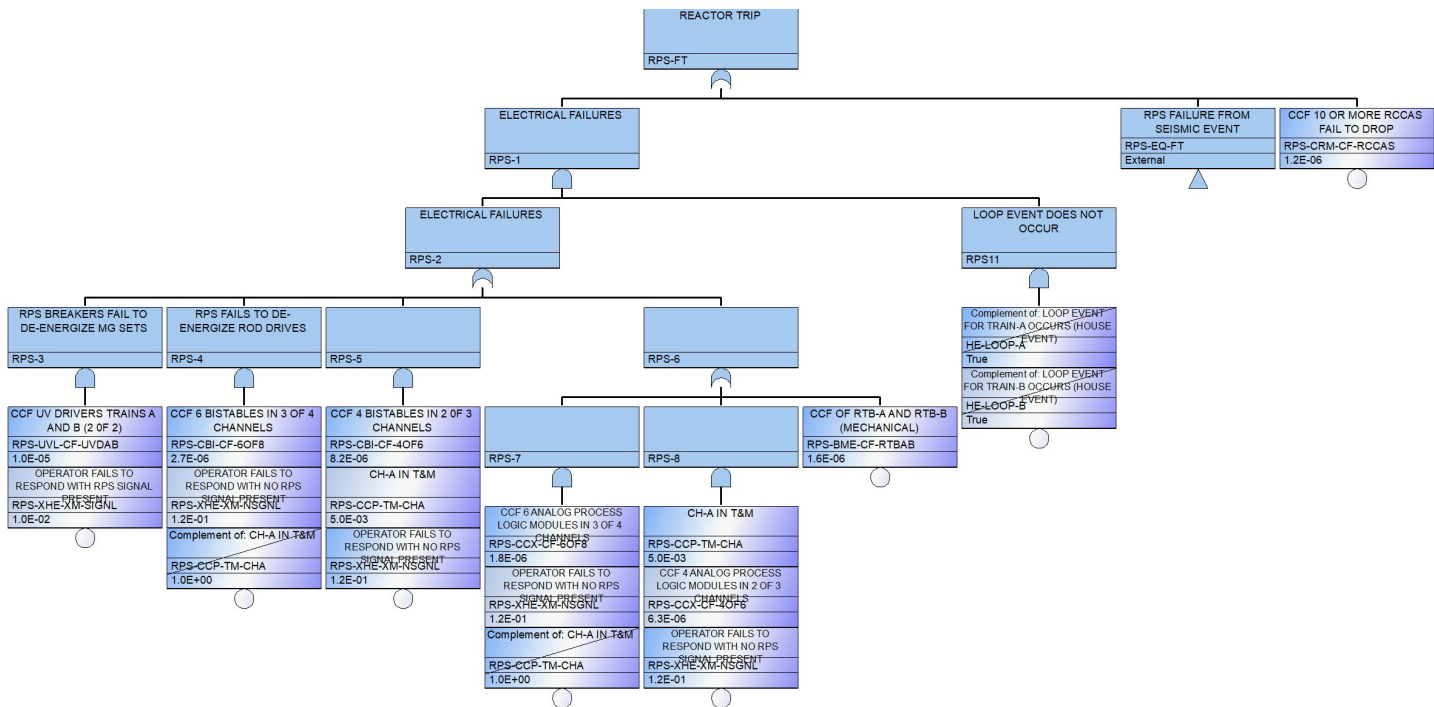 REACTOR TRIP
RPS-FT
ELECTRICAL FAILURES
RPS-1
RPS FAILURE FROM
SEISMIC EVENT
RPS-EQ-FT
External
CCF 10 OR MORE RCCAS
FAIL TO DROP
RPS-CRM-CF-RCCAS
1.2E-06
ELECTRICAL FAILURES
RPS-2
LOOP EVENT DOES NOT
OCCUR
RPS11
RPS BREAKERS FAIL TO
DE-ENERGIZE MG SETS
RPS-3
RPS FAILS TO DE-
ENERGIZE ROD DRIVES
RPS-4
RPS-5
RPS-6
Complement of: LOOP EVENT
FOR TRAIN-A OCCURS (HOUSE
EVENT)
HE-LOOP-A
True
Complement of: LOOP EVENT
FOR TRAIN-B OCCURS (HOUSE
EVENT)
HE-LOOP-B
True
CCF UV DRIVERS TRAINS A
AND B (2 0F 2)
RPS-UVL-CF-UVDAB
1.0E-05
OPERATOR FAILS TO
RESPOND WITH RPS SIGNAL
PRESENT
RPS-XHE-XM-SIGNL
1.0E-02
CCF 6 BISTABLES IN 3 OF 4
CHANNELS
RPS-CBI-CF-6OF8
2.7E-06
OPERATOR FAILS TO
RESPOND WITH NO RPS
SIGNAL PRESENT
RPS-XHE-XM-NSGNL
1.2E-01
Complement of: CH-A IN T&M
RPS-CCP-TM-CHA
1.0E+00
CCF 4 BISTABLES IN 2 0F 3
CHANNELS
RPS-CBI-CF-4OF6
8.2E-06
CH-A IN T&M
RPS-CCP-TM-CHA
5.0E-03
OPERATOR FAILS TO
RESPOND WITH NO RPS
SIGNAL PRESENT
RPS-XHE-XM-NSGNL
1.2E-01
RPS-7
RPS-8
CCF OF RTB-A AND RTB-B
(MECHANICAL)
RPS-BME-CF-RTBAB
1.6E-06
CCF 6 ANALOG PROCESS
LOGIC MODULES IN 3 OF 4
CHANNELS
RPS-CCX-CF-6OF8
1.8E-06
OPERATOR FAILS TO
RESPOND WITH NO RPS
SIGNAL PRESENT
RPS-XHE-XM-NSGNL
1.2E-01
Complement of: CH-A IN T&M
RPS-CCP-TM-CHA
1.0E+00
CH-A IN T&M
RPS-CCP-TM-CHA
5.0E-03
CCF 4 ANALOG PROCESS
LOGIC MODULES IN 2 OF 3
CHANNELS
RPS-CCX-CF-4OF6
6.3E-06
OPERATOR FAILS TO
RESPOND WITH NO RPS
SIGNAL PRESENT
RPS-XHE-XM-NSGNL
1.2E-01